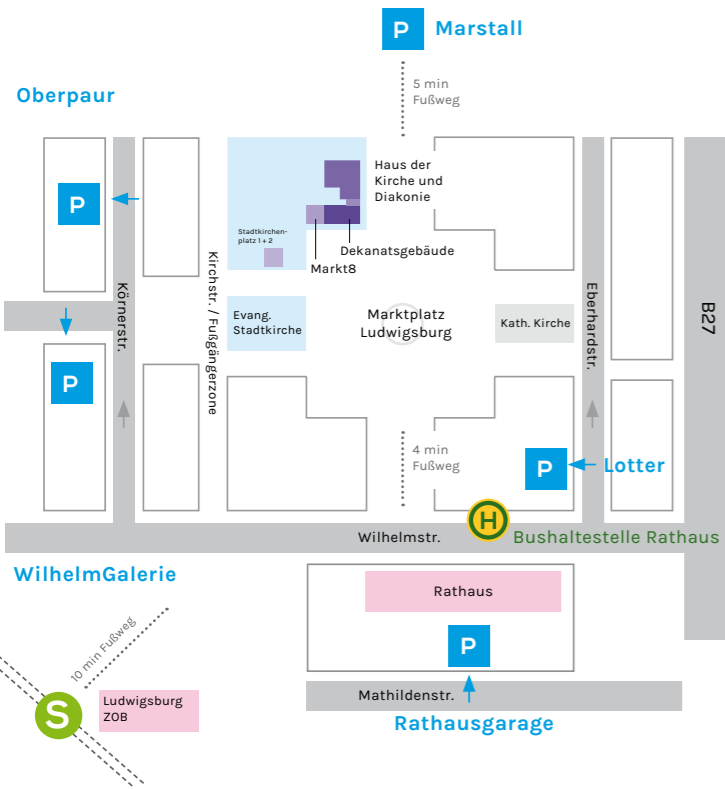 P Marstall
5 min
Fußweg
Oberpaur
P
Haus der
Kirche und
Diakonie
Stadtkirchen-
platz 1 + 2
Dekanatsgebäude
Markt8
Körnerstr.
Kirchstr. / Fußgängerzone
Evang.
Stadtkirche
Marktplatz
Ludwigsburg
Kath. Kirche
Eberhardstr.
B27
P
4 min
Fußweg
P
Lotter
H
Wilhelmstr.
Bushaltestelle Rathaus
WilhelmGalerie
Rathaus
P
10 min Fußweg
S
Ludwigsburg
ZOB
Mathildenstr.
Rathausgarage